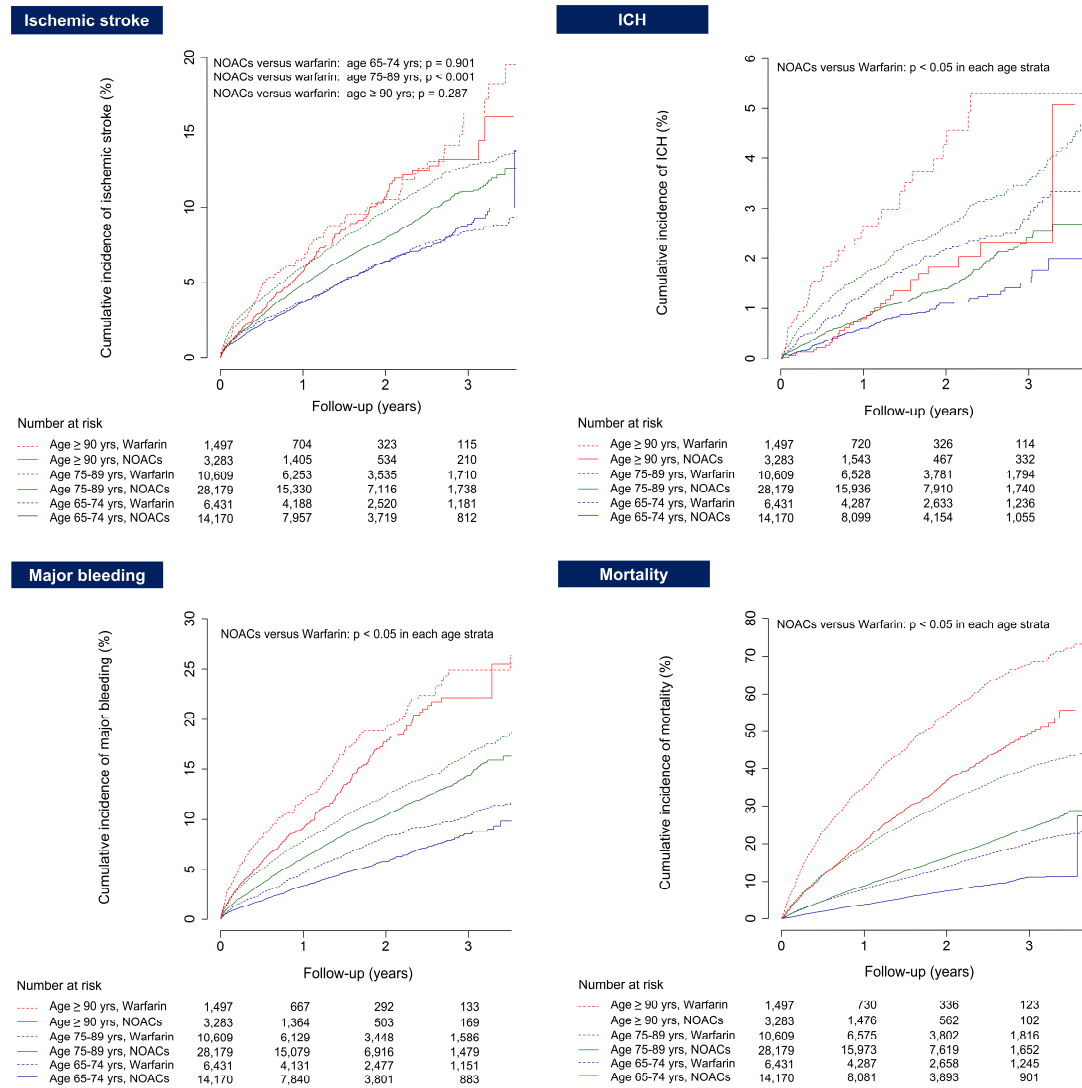 Ischemic stroke
Cumulative incidence of ischemic stroke (%)
20
15
10
5
0
NOACs versus warfarin: age 65-74 yrs; p = 0.901
NOACs versus warfarin: age 75-89 yrs; p < 0.001
NOACs versus warfarin: age ≥ 90 yrs; p = 0.287
0 1 2 3
Follow-up (years)
Number at risk
Age ≥ 90 yrs, Warfarin 1,497 704 323 115
Age ≥ 90 yrs, NOACs 3,283 1,405 534 210
Age 75-89 yrs, Warfarin 10,609 6,253 3,535 1,710
Age 75-89 yrs, NOACs 28,179 15,330 7,116 1,738
Age 65-74 yrs, Warfarin 6,431 4,188 2,520 1,181
Age 65-74 yrs, NOACs 14,170 7,957 3,719 812
ICH
Cumulative incidence of ICH (%)
6
5
4
3
2
1
0
NOACs versus Warfarin: p < 0.05 in each age strata
0 1 2 3
Follow-up (years)
Number at risk
Age ≥ 90 yrs, Warfarin 1,497 720 326 114
Age ≥ 90 yrs, NOACs 3,283 1,543 467 332
Age 75-89 yrs, Warfarin 10,609 6,528 3,781 1,794
Age 75-89 yrs, NOACs 28,179 15,936 7,910 1,740
Age 65-74 yrs, Warfarin 6,431 4,287 2,633 1,236
Age 65-74 yrs, NOACs 14,170 8,099 4,154 1,055
Major bleeding
Cumulative incidence of major bleeding (%)
30
25
20
15
10
5
0
NOACs versus Warfarin: p < 0.05 in each age strata
0 1 2 3
Follow-up (years)
Number at risk
Age ≥ 90 yrs, Warfarin 1,497 667 292 133
Age ≥ 90 yrs, NOACs 3,283 1,364 503 169
Age 75-89 yrs, Warfarin 10,609 6,129 3,448 1,586
Age 75-89 yrs, NOACs 28,179 15,079 6,916 1,479
Age 65-74 yrs, Warfarin 6,431 4,131 2,477 1,151
Age 65-74 yrs, NOACs 14,170 7,840 3,801 883
Mortality
Cumulative incidence of mortality (%)
80
70
60
50
40
30
20
10
0
NOACs versus Warfarin: p < 0.05 in each age strata
0 1 2 3
Follow-up (years)
Number at risk
Age ≥ 90 yrs, Warfarin 1,497 730 336 123
Age ≥ 90 yrs, NOACs 3,283 1,476 562 102
Age 75-89 yrs, Warfarin 10,609 6,575 3,802 1,816
Age 75-89 yrs, NOACs 28,179 15,973 7,619 1,652
Age 65-74 yrs, Warfarin 6,431 4,287 2,658 1,245
Age 65-74 yrs, NOACs 14,170 8,081 3,893 901